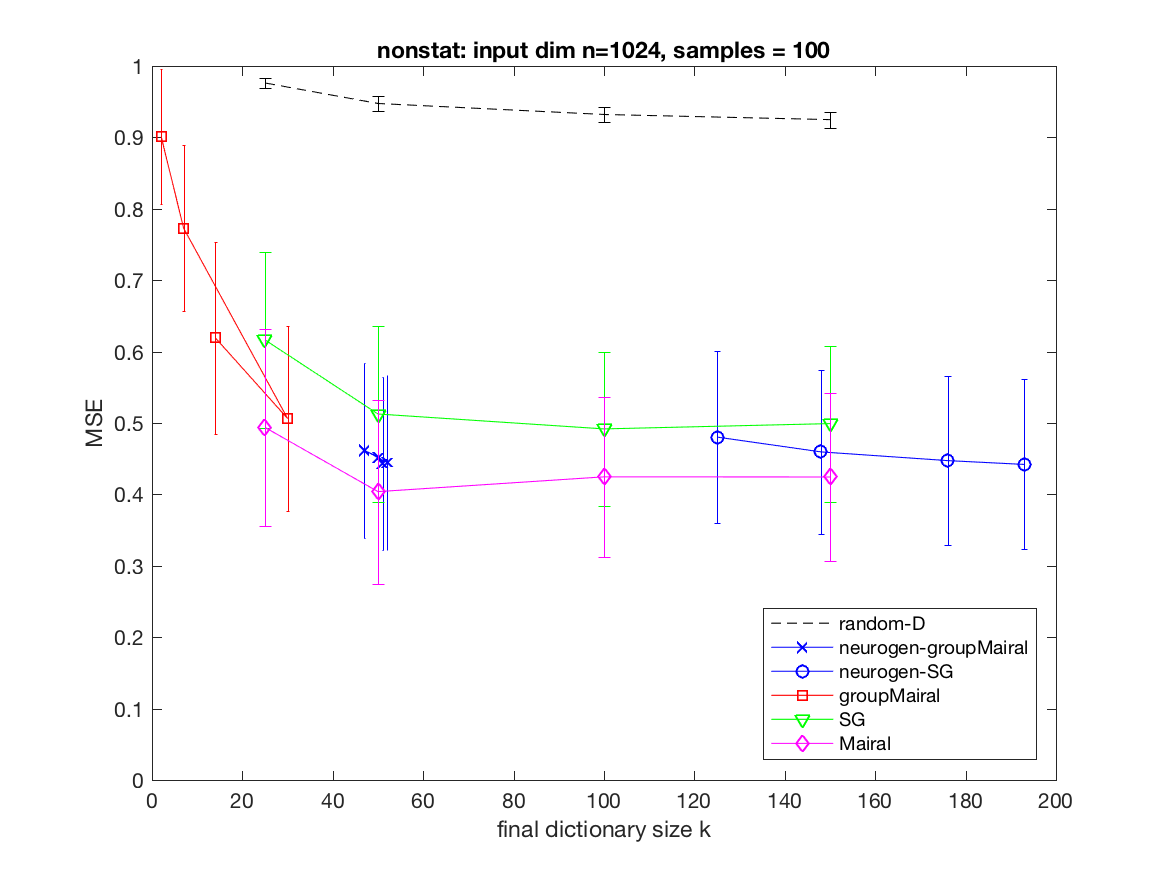 nonstat: input dim n=1024, samples = 100
1
0.9
0.8
0.7
0.6
0.5
0.4
0.3
0.2
0.1
0
MSE
random-D
neurogen-groupMairal
neurogen-SG
groupMairal
SG
Mairal
0 20 40 60 80 100 120 140 160 180 200
final dictionary size k